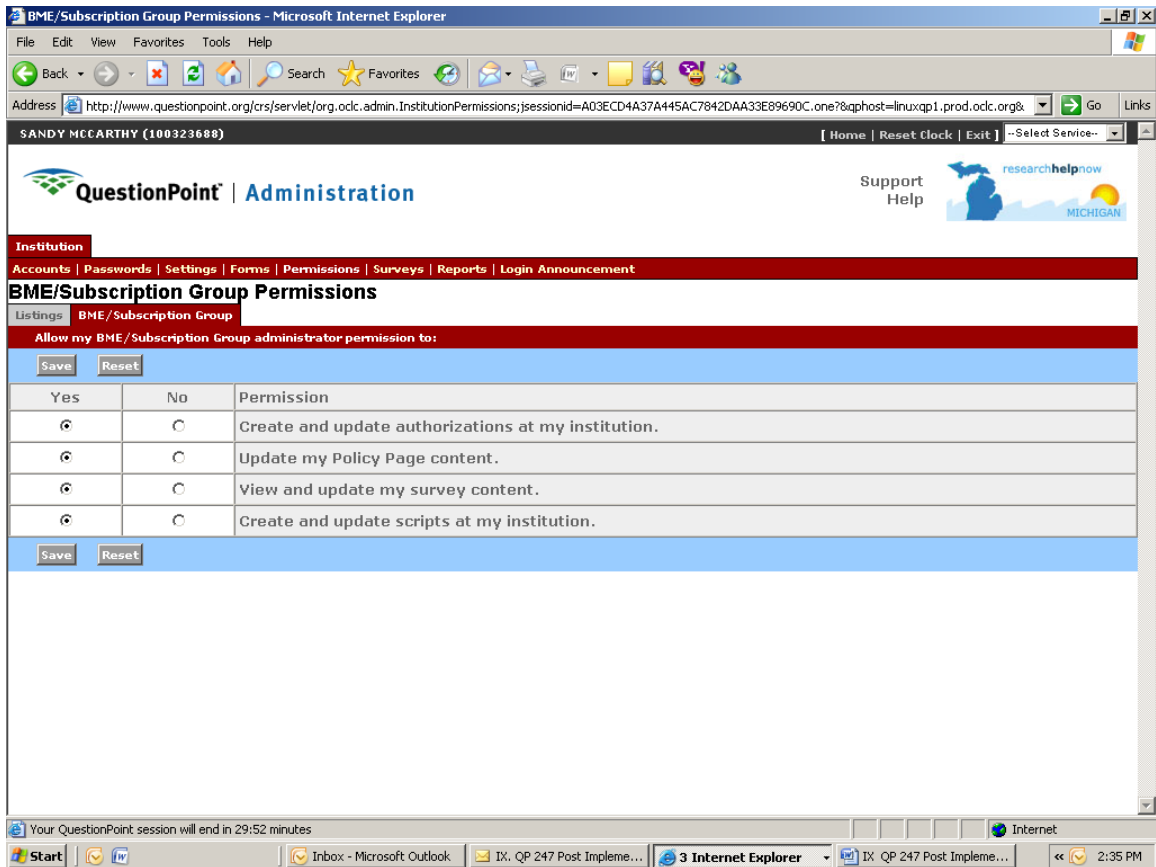 BME/Subscription Group Permissions - Microsoft Internet Explorer
File Edit View Favorites Tools Help
Back Search Favorites
Address http://www.questionpoint.org/crs/servlet/org.oclc.admin.InstitutionPermissions;jsessionid=A03ECD4A37A445AC7842DAA33E89690C.one?&qphost=linuxqp1.prod.oclc.org& Go Links
SANDY MCCARTHY (100323688) [ Home | Reset Clock | Exit ] --Select Service--
QuestionPoint | Administration
Support
Help
researchhelpnow
MICHIGAN
Institution
Accounts | Passwords | Settings | Forms | Permissions | Surveys | Reports | Login Announcement
BME/Subscription Group Permissions
Listings BME/Subscription Group
Allow my BME/Subscription Group administrator permission to:
Save Reset
Yes No Permission
Create and update authorizations at my institution.
Update my Policy Page content.
View and update my survey content.
Create and update scripts at my institution.
Save Reset
Your QuestionPoint session will end in 29:52 minutes Internet
Start Inbox - Microsoft Outlook IX. QP 247 Post Impleme... 3 Internet Explorer IX QP 247 Post Impleme... « 2:35 PM